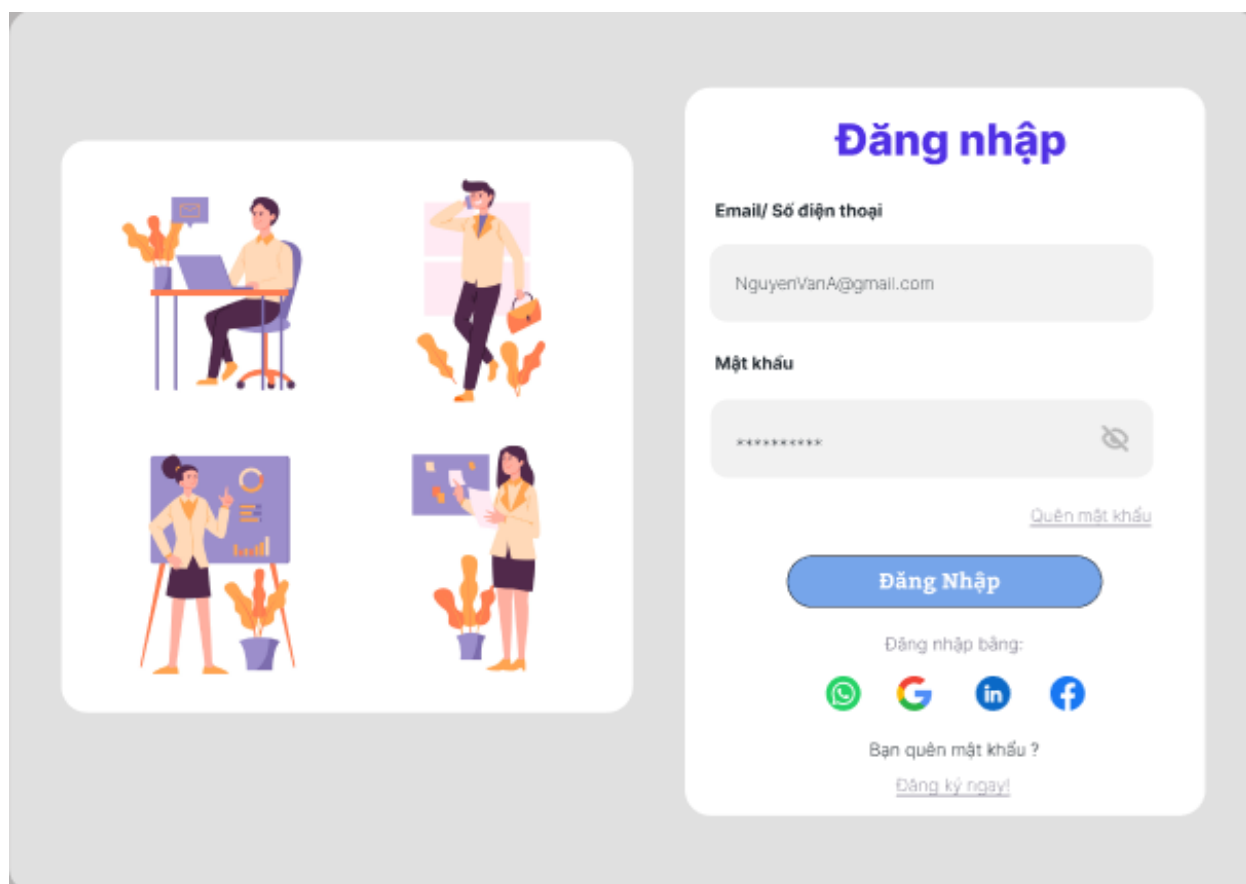 Đăng nhập
Email/ Số điện thoại
NguyenVanA@gmail.com
Mật khẩu
**********
Quên mật khẩu
Đăng Nhập
Đăng nhập bằng:
in
Bạn quên mật khẩu ?
Đăng ký ngay!